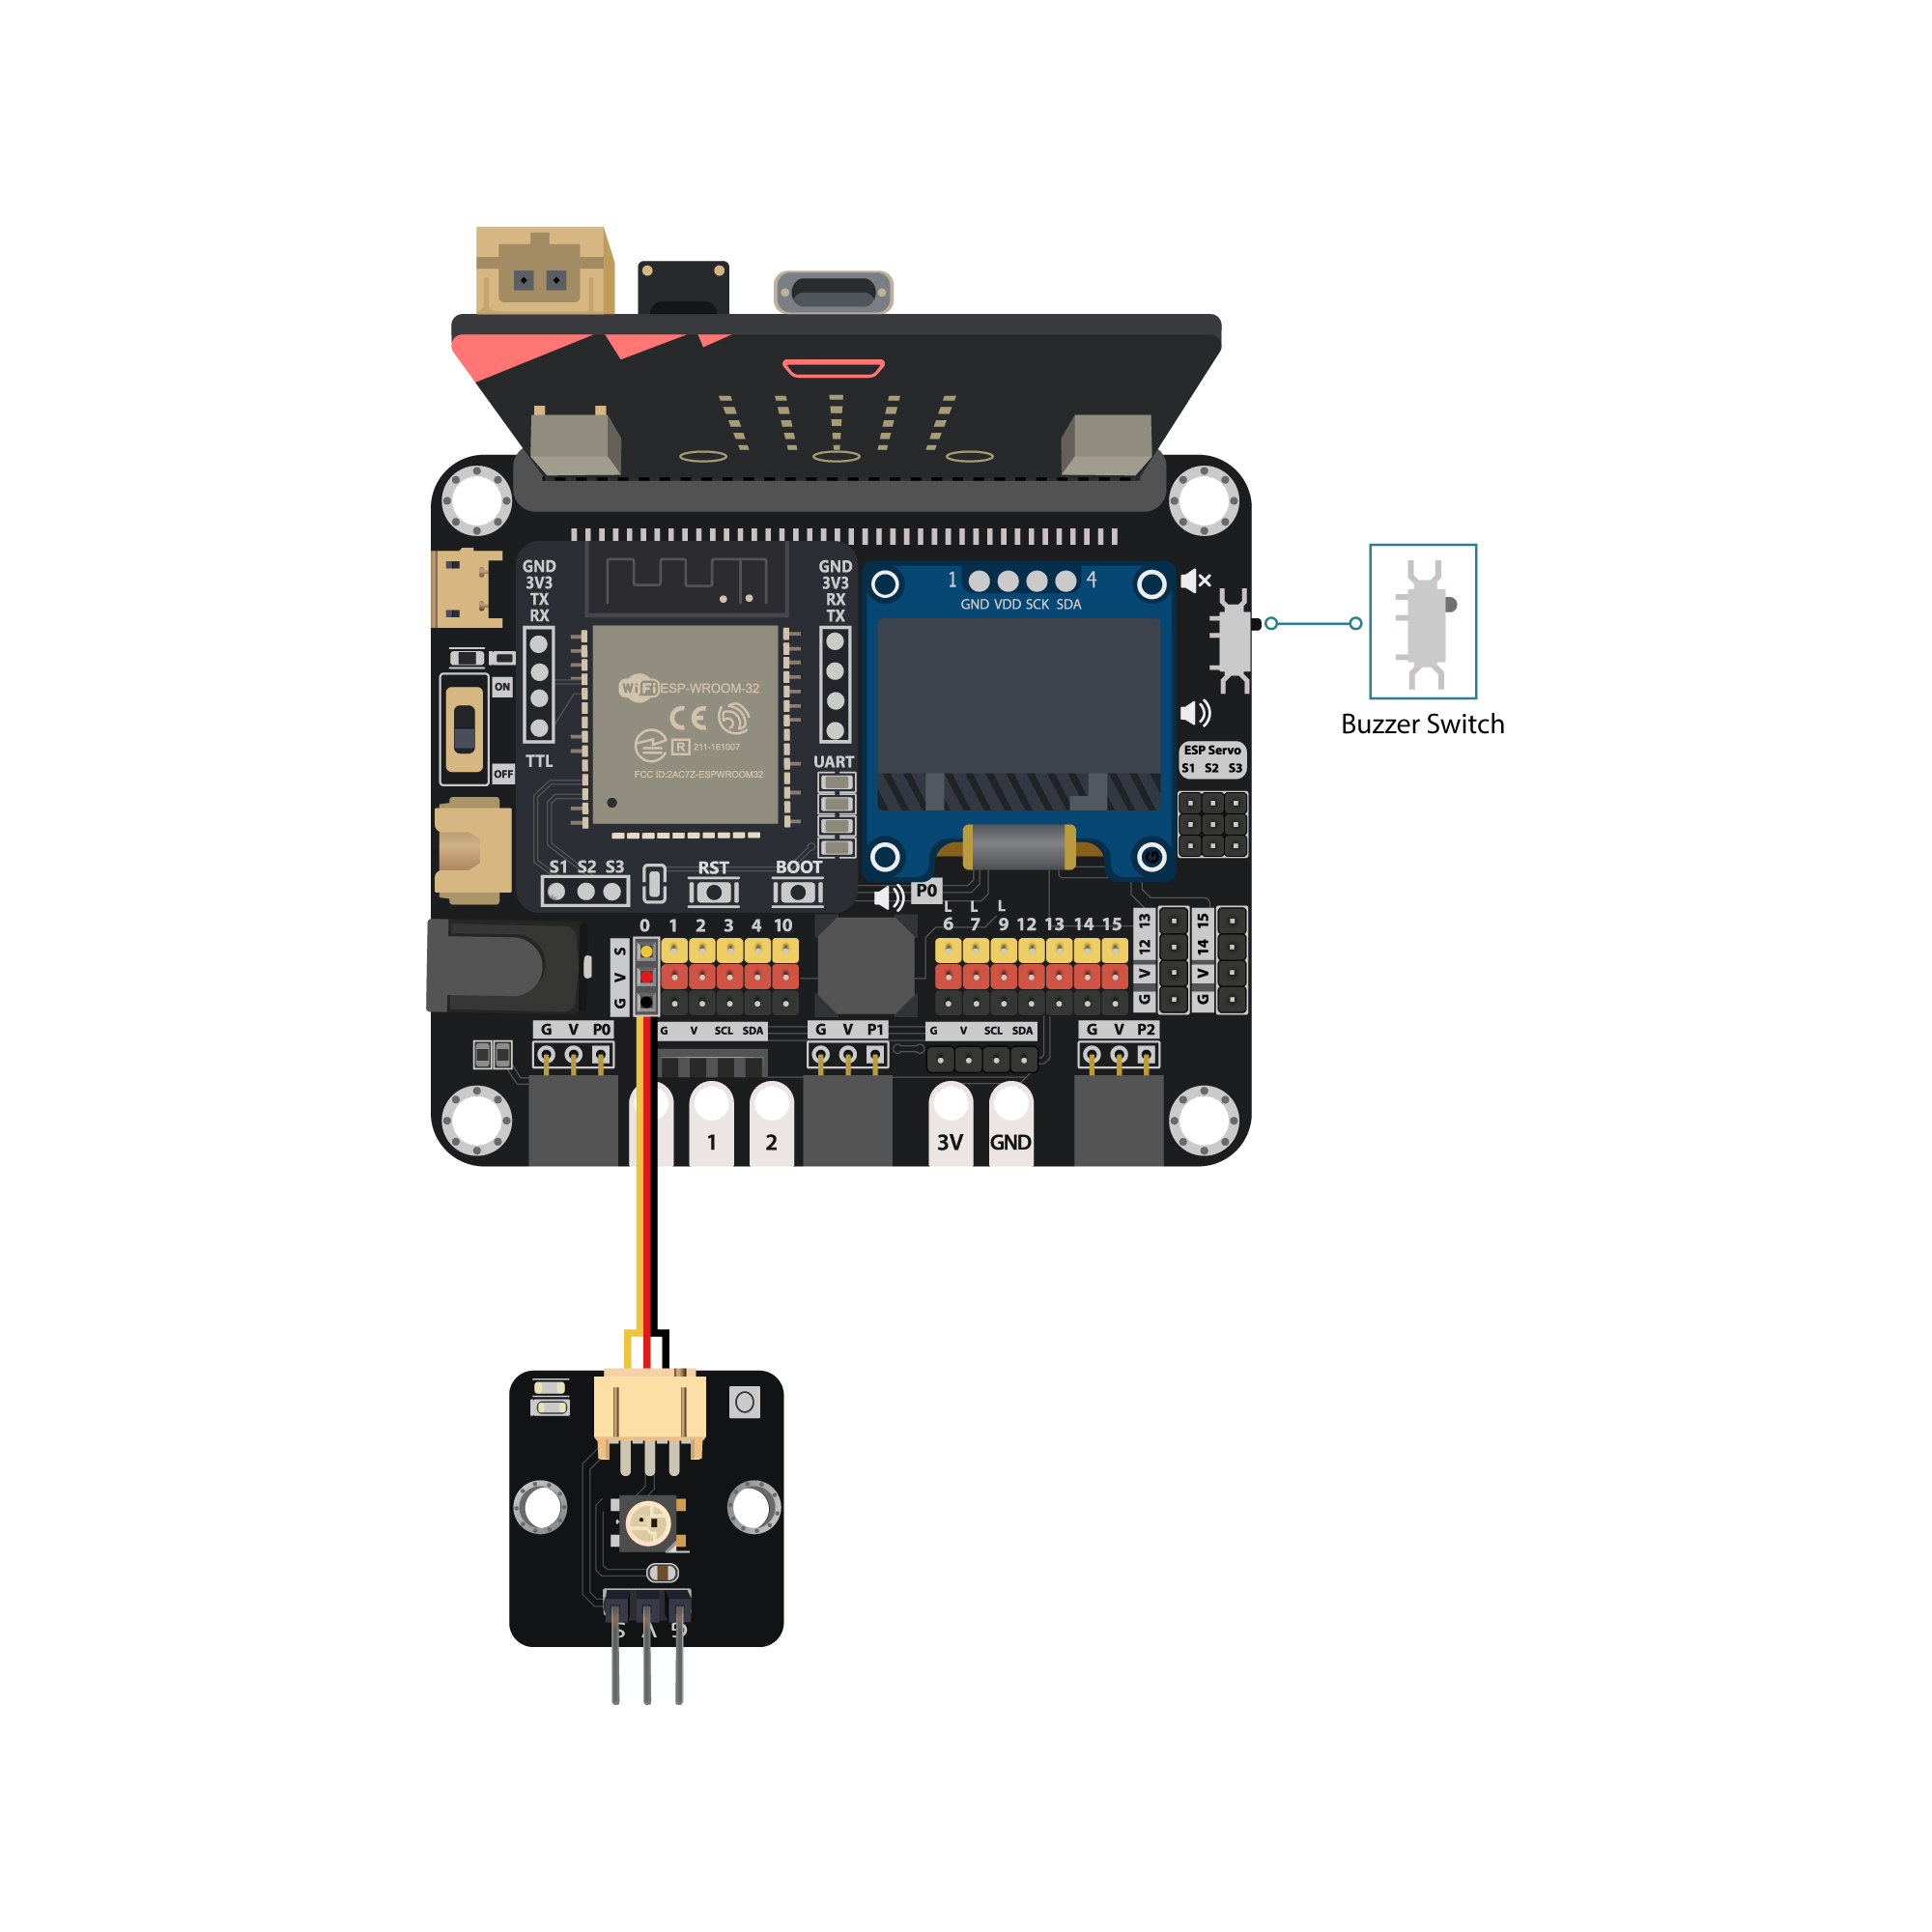 GND
3V3
TX
RX
GND
3V3
RX
TX
1
4
GND VDD SCK SDA
ON
WiFi ESP-WROOM-32
CE
R 211-161007
FCC ID:2AC7Z-ESPWROOM32
TTL
OFF
UART
Buzzer Switch
ESP Servo
S1 S2 S3
S1 S2 S3
RST
BOOT
P0
G
L L L
0 1 2 3 4 10
6 7 9 12 13 14 15
S
V
G
13
12
V
G
15
14
V
G
G V P0
G V SCL SDA
G V P1
G V SCL SDA
G V P2
1
2
3V
GND
S V G